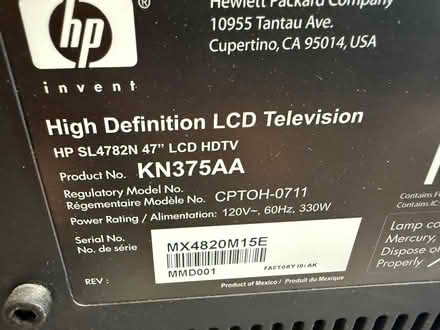 Hewlett Packard Company
10955 Tantau Ave.
Cupertino, CA 95014, USA
hp
®
invent
High Definition LCD Television
HP SL4782N 47" LCD HDTV
Product No. KN375AA
Regulatory Model No.
Régementaire Modèle No. CPTOH-0711
Power Rating / Alimentation: 120V~, 60Hz, 330W
Serial No.
No. de série
MX4820M15E
MMD001
FACTORY ID: AK
REV :
Product of Mexico / Produit du Mexique
Lamp co
Mercury,
Dispose o
Properly